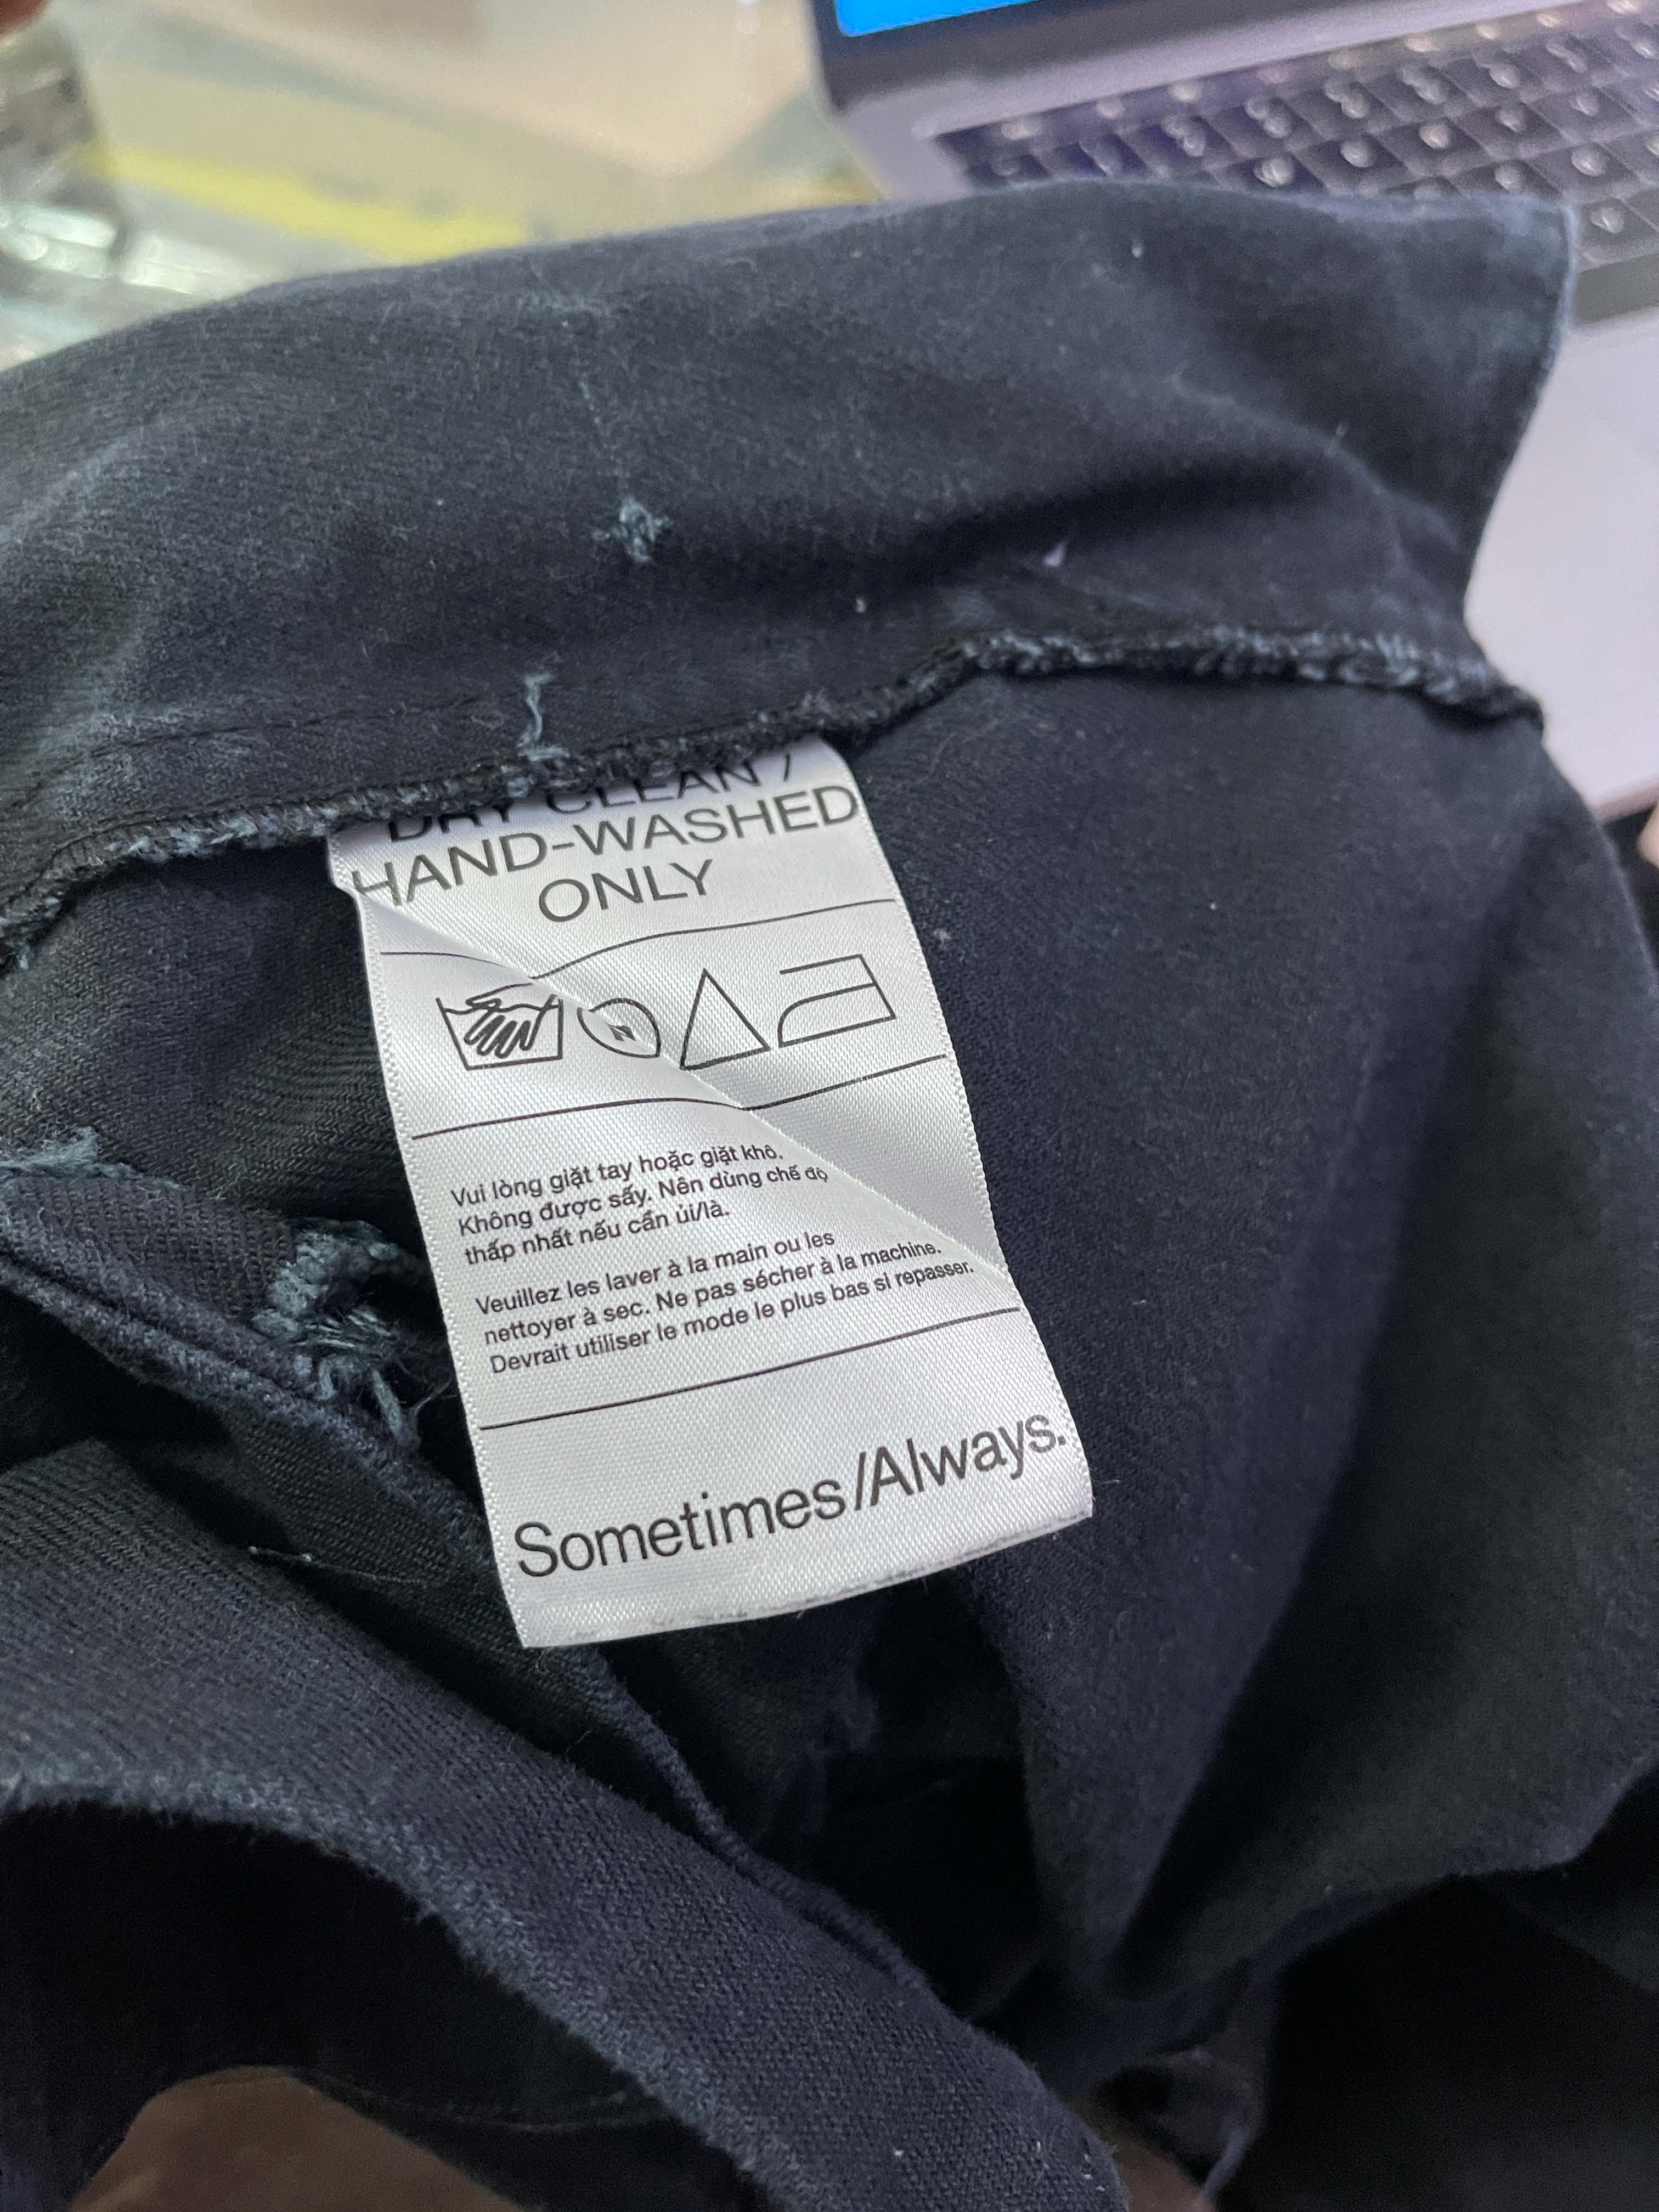 DRY CLEAN /
HAND-WASHED
ONLY
N
Vui lòng giặt tay hoặc giặt khô.
Không được sấy. Nên dùng chế độ
thấp nhất nếu cần ủi/là.
Veuillez les laver à la main ou les
nettoyer à sec. Ne pas sécher à la machine.
Devrait utiliser le mode le plus bas si repasser.
Sometimes/Always.